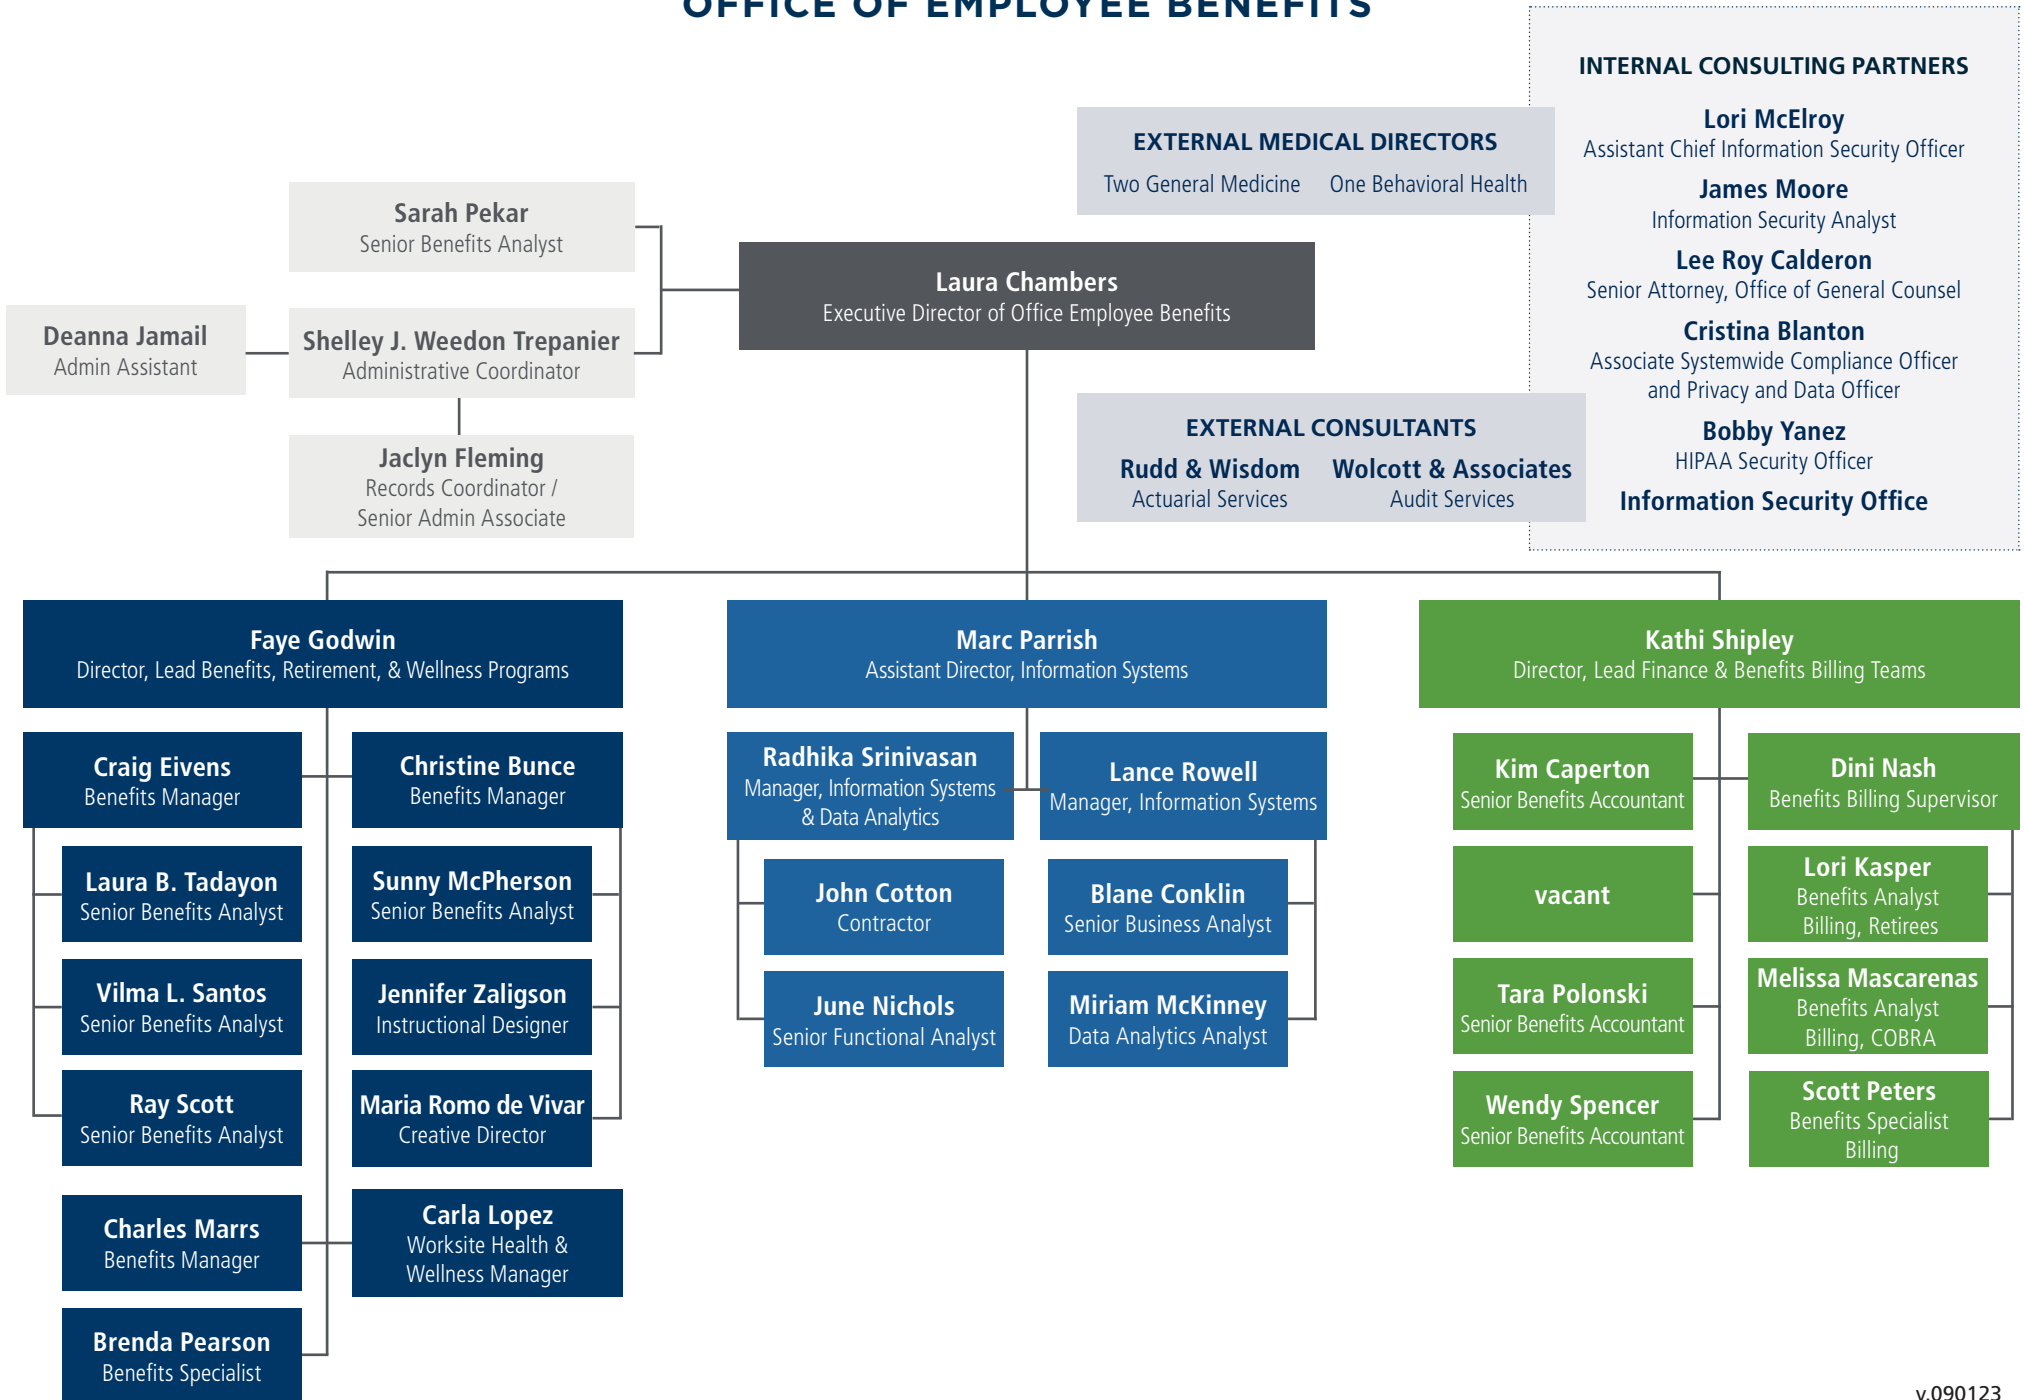 OFFICE OF EMPLOYEE BENEFITS
INTERNAL CONSULTING PARTNERS
Lori McElroy
Assistant Chief Information Security Officer
James Moore
Information Security Analyst
Lee Roy Calderon
Senior Attorney, Office of General Counsel
Cristina Blanton
Associate Systemwide Compliance Officer
and Privacy and Data Officer
Bobby Yanez
HIPAA Security Officer
Information Security Office
EXTERNAL MEDICAL DIRECTORS
Two General Medicine One Behavioral Health
Sarah Pekar
Senior Benefits Analyst
Laura Chambers
Executive Director of Office Employee Benefits
Deanna Jamail
Admin Assistant
Shelley J. Weedon Trepanier
Administrative Coordinator
Jaclyn Fleming
Records Coordinator /
Senior Admin Associate
EXTERNAL CONSULTANTS
Rudd & Wisdom
Actuarial Services
Wolcott & Associates
Audit Services
Faye Godwin
Director, Lead Benefits, Retirement, & Wellness Programs
Craig Eivens
Benefits Manager
Laura B. Tadayon
Senior Benefits Analyst
Vilma L. Santos
Senior Benefits Analyst
Ray Scott
Senior Benefits Analyst
Christine Bunce
Benefits Manager
Sunny McPherson
Senior Benefits Analyst
Jennifer Zaligson
Instructional Designer
Maria Romo de Vivar
Creative Director
Charles Marrs
Benefits Manager
Carla Lopez
Worksite Health &
Wellness Manager
Brenda Pearson
Benefits Specialist
Marc Parrish
Assistant Director, Information Systems
Radhika Srinivasan
Manager, Information Systems
& Data Analytics
John Cotton
Contractor
June Nichols
Senior Functional Analyst
Lance Rowell
Manager, Information Systems
Blane Conklin
Senior Business Analyst
Miriam McKinney
Data Analytics Analyst
Kathi Shipley
Director, Lead Finance & Benefits Billing Teams
Kim Caperton
Senior Benefits Accountant
vacant
Tara Polonski
Senior Benefits Accountant
Wendy Spencer
Senior Benefits Accountant
Dini Nash
Benefits Billing Supervisor
Lori Kasper
Benefits Analyst
Billing, Retirees
Melissa Mascarenas
Benefits Analyst
Billing, COBRA
Scott Peters
Benefits Specialist
Billing
v.090123